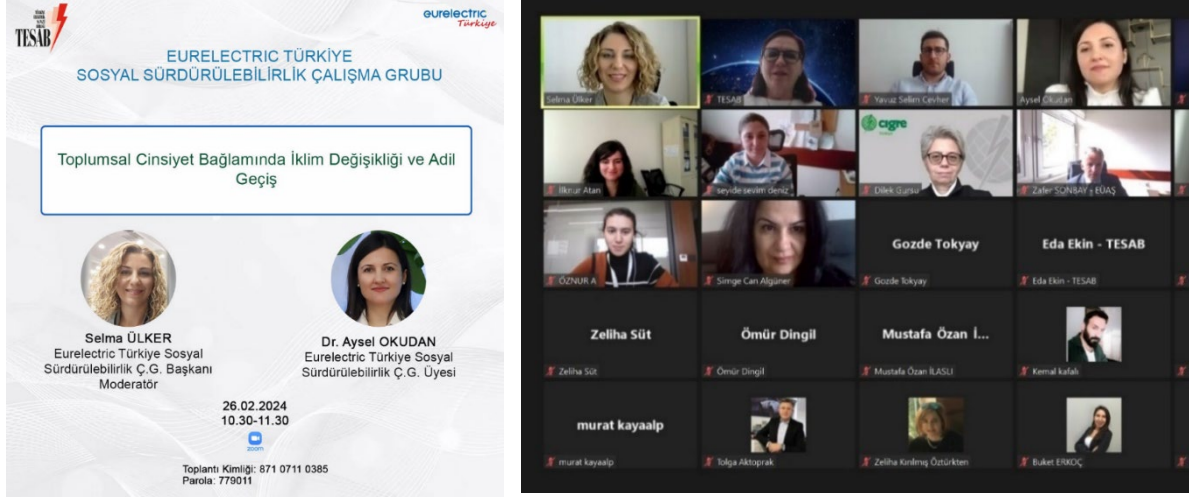 TESAB
eurelectric
Türkiye
EURELECTRIC TÜRKİYE
SOSYAL SÜRDÜRÜLEBİLİRLİK ÇALIŞMA GRUBU
Toplumsal Cinsiyet Bağlamında İklim Değişikliği ve Adil
Geçiş
Selma ÜLKER
Eurelectric Türkiye Sosyal
Sürdürülebilirlik Ç.G. Başkanı
Moderatör
Dr. Aysel OKUDAN
Eurelectric Türkiye Sosyal
Sürdürülebilirlik Ç.G. Üyesi
26.02.2024
10.30-11.30
zoom
Toplantı Kimliği: 871 0711 0385
Parola: 779011
Selma Ülker
TESAB
Yavuz Selim Cevher
Aysel Okudan
İlknur Atan
seyide sevim deniz
cigre
Dilek Gürsu
Zafer SONBAY - EÜAŞ
ÖZNUR A
Simge Can Algüner
Gozde Tokyay
Gozde Tokyay
Eda Ekin - TESAB
Eda Ekin - TESAB
Zeliha Süt
Zeliha Süt
Ömür Dingil
Ömür Dingil
Mustafa Özan İ...
Mustafa Özan İLASLI
Kemal kafalı
murat kayaalp
murat kayaalp
Tolga Aktoprak
Zeliha Kırılmış Öztürkten
Buket ERKOÇ